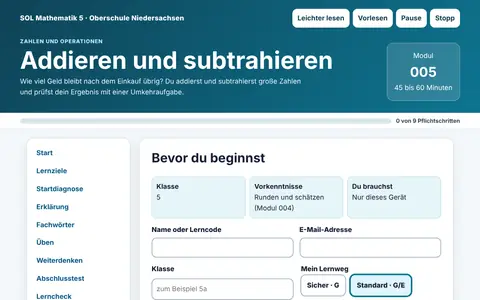 SOL Mathematik 5 · Oberschule Niedersachsen
Leichter lesen
Vorlesen
Pause
Stopp
ZAHLEN UND OPERATIONEN
Addieren und subtrahieren
Wie viel Geld bleibt nach dem Einkauf übrig? Du addierst und subtrahierst große Zahlen
und prüfst dein Ergebnis mit einer Umkehraufgabe.
Modul
005
45 bis 60 Minuten
0 von 9 Pflichtschritten
Start
Lernziele
Startdiagnose
Erklärung
Fachwörter
Üben
Weiterdenken
Abschlusstest
Lerncheck
Bevor du beginnst
Klasse
5
Vorkenntnisse
Runden und schätzen
(Modul 004)
Du brauchst
Nur dieses Gerät
Name oder Lerncode
E-Mail-Adresse
Klasse
zum Beispiel 5a
Mein Lernweg
Sicher · G
Standard · G/E